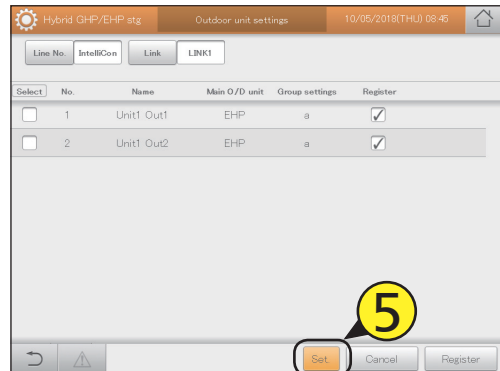 Hybrid GHP/EHP stg Outdoor unit settings 10/05/2018(THU) 08:45
Line No. IntelliCon Link LINK1
Select No. Name Main O/D unit Group settings Register
1 Unit1 Out1 EHP a
2 Unit1 Out2 EHP a
5
Set. Cancel Register